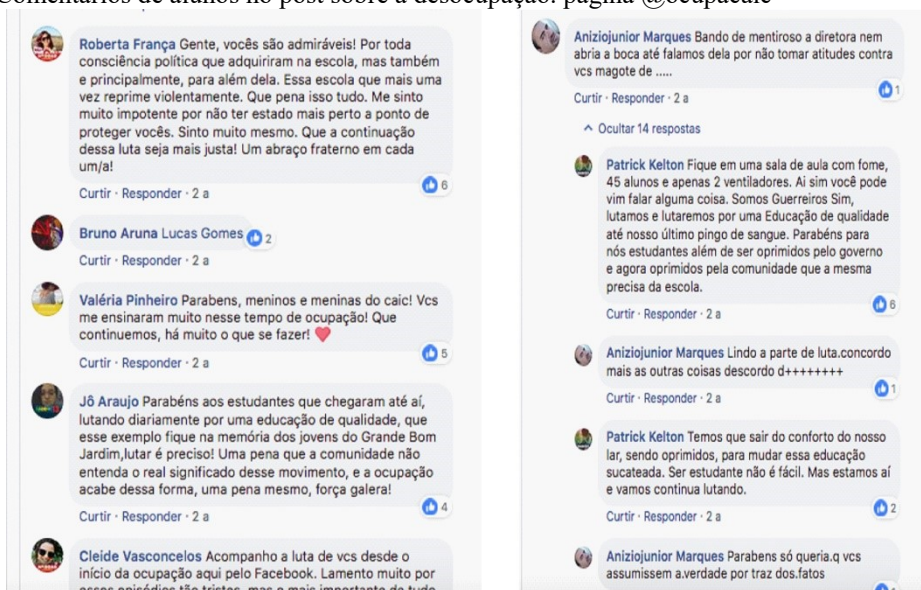 Comentários de alunos no post sobre a desocupação: página @ocupacaic
Roberta França Gente, vocês são admiráveis! Por toda
consciência política que adquiriram na escola, mas também
e principalmente, para além dela. Essa escola que mais uma
vez reprime violentamente. Que pena isso tudo. Me sinto
muito impotente por não ter estado mais perto a ponto de
proteger vocês. Sinto muito mesmo. Que a continuação
dessa luta seja mais justa! Um abraço fraterno em cada
um/a!
6
Curtir · Responder · 2 a
Bruno Aruna Lucas Gomes
2
Curtir · Responder · 2 a
Valéria Pinheiro Parabens, meninos e meninas do caic! Vcs
me ensinaram muito nesse tempo de ocupação! Que
continuemos, há muito o que se fazer! ❤
5
Curtir · Responder · 2 a
Jô Araujo Parabéns aos estudantes que chegaram até aí,
lutando diariamente por uma educação de qualidade, que
esse exemplo fique na memória dos jovens do Grande Bom
Jardim,lutar é preciso! Uma pena que a comunidade não
entenda o real significado desse movimento, e a ocupação
acabe dessa forma, uma pena mesmo, força galera!
4
Curtir · Responder · 2 a
Cleide Vasconcelos Acompanho a luta de vcs desde o
início da ocupação aqui pelo Facebook. Lamento muito por
esses episódios tão tristes, mas o mais importante de tudo
Aniziojunior Marques Bando de mentiroso a diretora nem
abria a boca até falamos dela por não tomar atitudes contra
vcs magote de .....
1
Curtir · Responder · 2 a
Ocultar 14 respostas
Patrick Kelton Fique em uma sala de aula com fome,
45 alunos e apenas 2 ventiladores. Ai sim você pode
vim falar alguma coisa. Somos Guerreiros Sim,
lutamos e lutaremos por uma Educação de qualidade
até nosso último pingo de sangue. Parabéns para
nós estudantes além de ser oprimidos pelo governo
e agora oprimidos pela comunidade que a mesma
precisa da escola.
6
Curtir · Responder · 2 a
Aniziojunior Marques Lindo a parte de luta.concordo
mais as outras coisas descordo d++++++++
1
Curtir · Responder · 2 a
Patrick Kelton Temos que sair do conforto do nosso
lar, sendo oprimidos, para mudar essa educação
sucateada. Ser estudante não é fácil. Mas estamos aí
e vamos continua lutando.
2
Curtir · Responder · 2 a
Aniziojunior Marques Parabens só queria.q vcs
assumissem a.verdade por traz dos.fatos